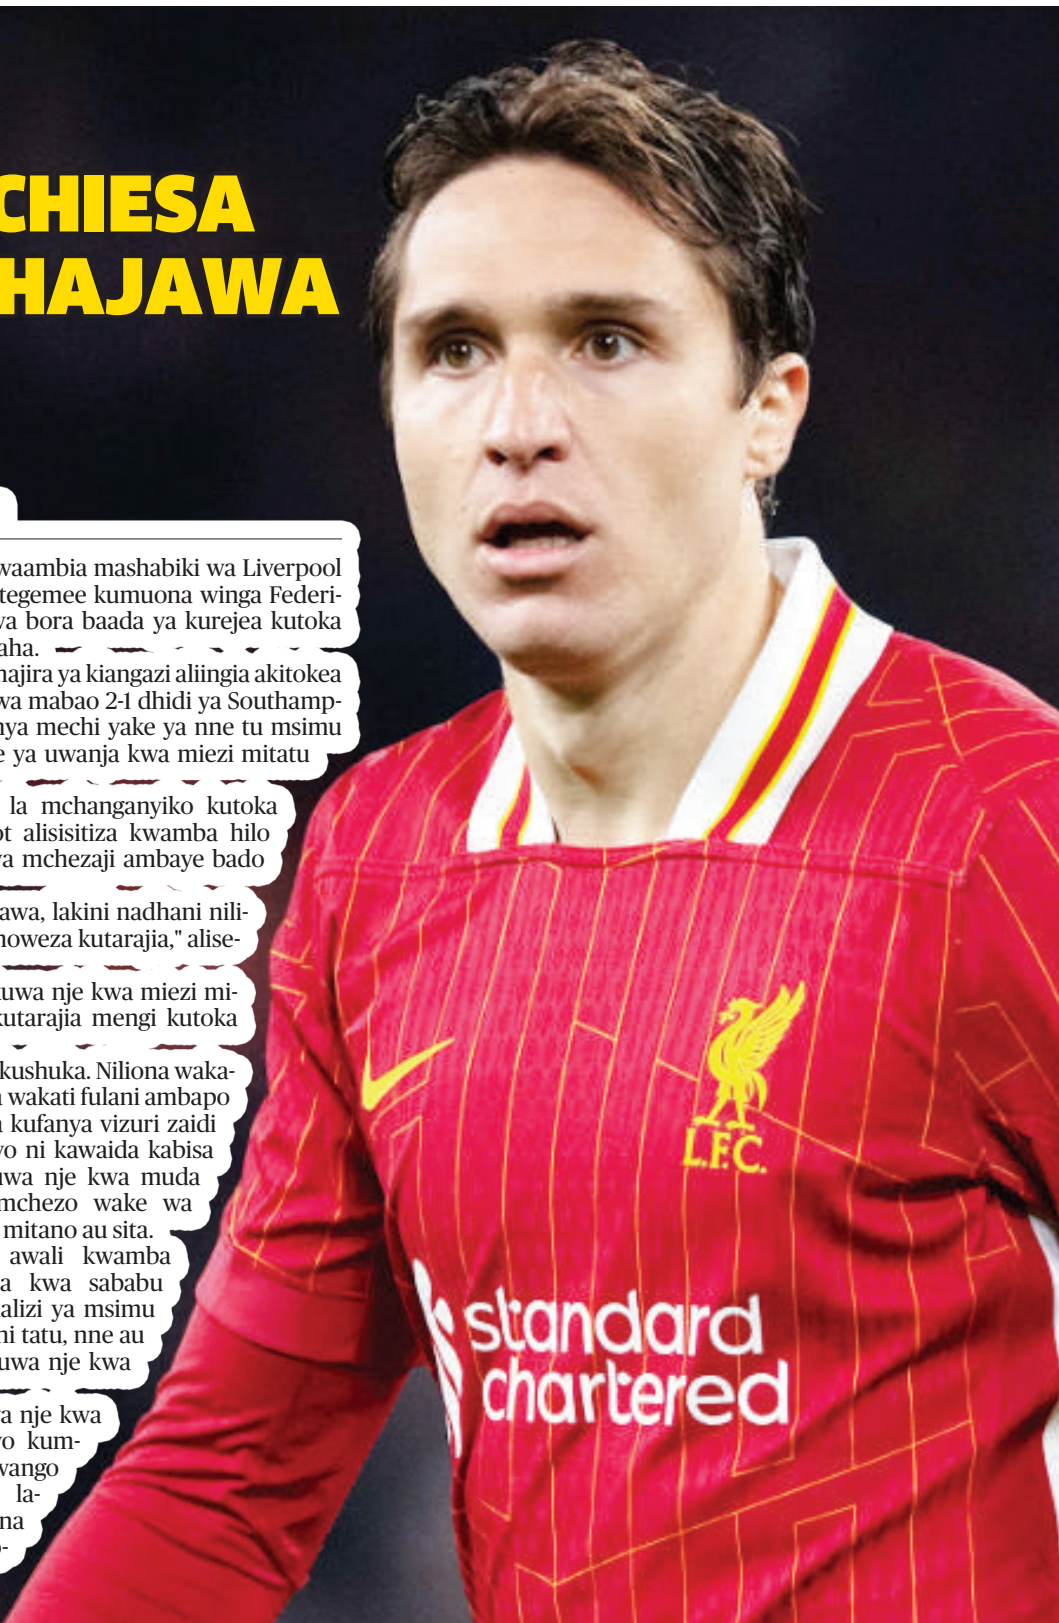 CHIESA
HAJAWA
waambia mashabiki wa Liverpool
tegemee kumuona winga Federi-
va bora baada ya kurejea kutoka
aha.
najira ya kiangazi aliingia akitokea
wa mabao 2-1 dhidi ya Southamp-
nya mechi yake ya nne tu msimu
e ya uwanja kwa miezi mitatu
la mchanganyiko kutoka
ot alisisitiza kwamba hilo
ya mchezaji ambaye bado
awa, lakini nadhani nili-
noweza kutarajia," alise-
kuwa nje kwa miezi mi-
kutarajia mengi kutoka
kushuka. Niliona waka-
a wakati fulani ambapo
a kufanya vizuri zaidi
yo ni kawaida kabisa
uwa nje kwa muda
mchezo wake wa
mitano au sita.
awali kwamba
a kwa sababu
alizi ya msimu
ni tatu, nne au
uwa nje kwa
va nje kwa
yo kum-
vango
la-
na
o-
L.F.C.
standard
chartered